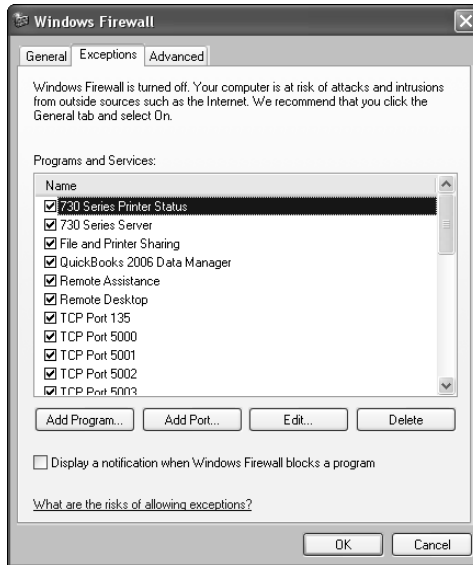 Windows Firewall
General
Exceptions
Advanced
Windows Firewall is turned off. Your computer is at risk of attacks and intrusions
from outside sources such as the Internet. We recommend that you click the
General tab and select On.
Programs and Services:
Name
730 Series Printer Status
730 Series Server
File and Printer Sharing
QuickBooks 2006 Data Manager
Remote Assistance
Remote Desktop
TCP Port 135
TCP Port 5000
TCP Port 5001
TCP Port 5002
TCP Port 5003
Add Program...
Add Port...
Edit...
Delete
Display a notification when Windows Firewall blocks a program
What are the risks of allowing exceptions?
OK
Cancel